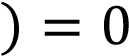 ) = 0